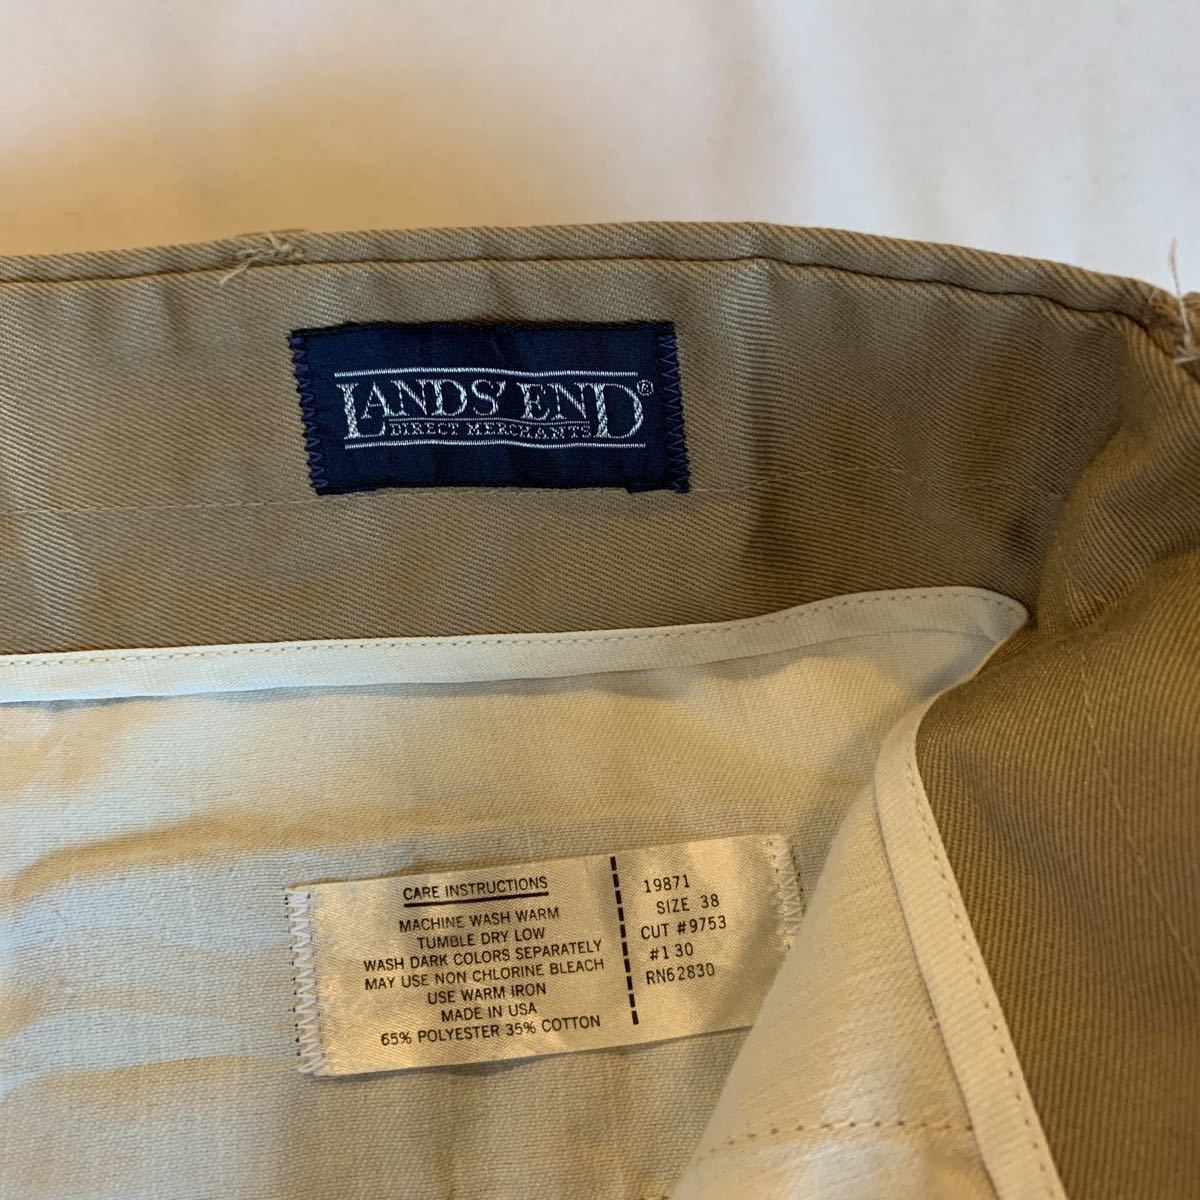 LANDS' END®
DIRECT MERCHANTS
CARE INSTRUCTIONS
MACHINE WASH WARM
TUMBLE DRY LOW
WASH DARK COLORS SEPARATELY
MAY USE NON CHLORINE BLEACH
USE WARM IRON
MADE IN USA
65% POLYESTER 35% COTTON
19871
SIZE 38
CUT #9753
#130
RN62830